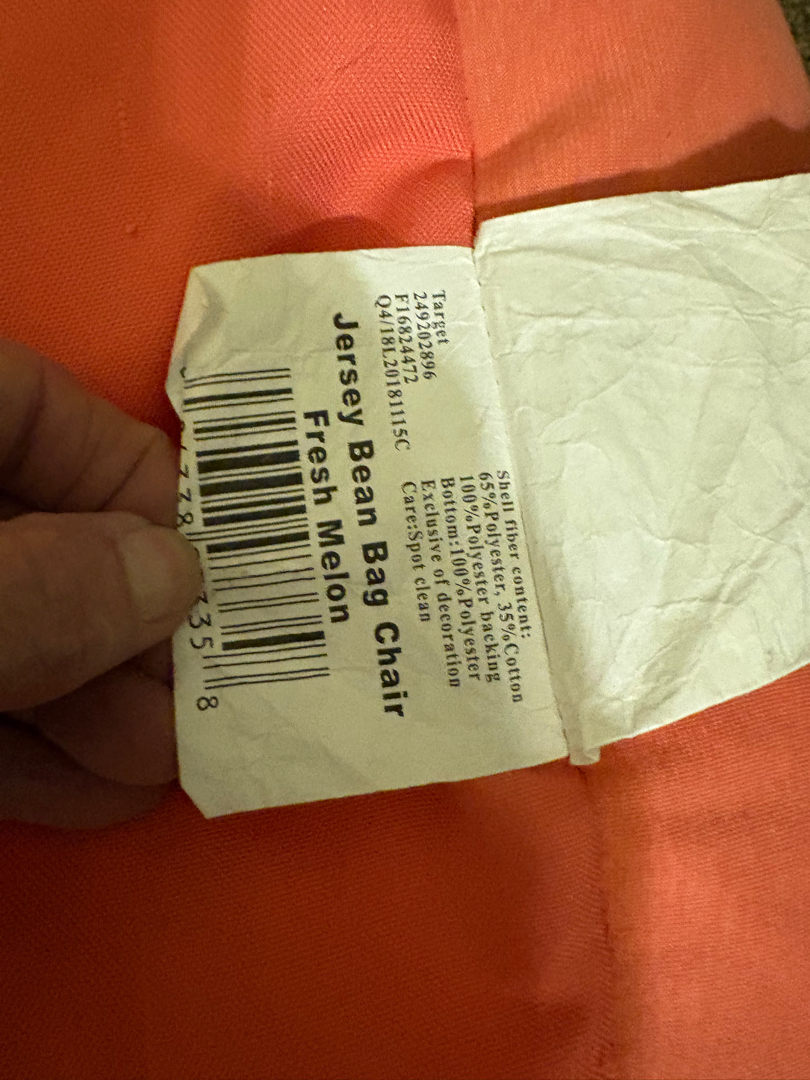 Target
249202896
F16824472
Q4/18L20181115C
Shell fiber content:
65%Polyester, 35%Cotton
100%Polyester backing
Bottom:100%Polyester
Exclusive of decoration
Care:Spot clean
Jersey Bean Bag Chair
Fresh Melon